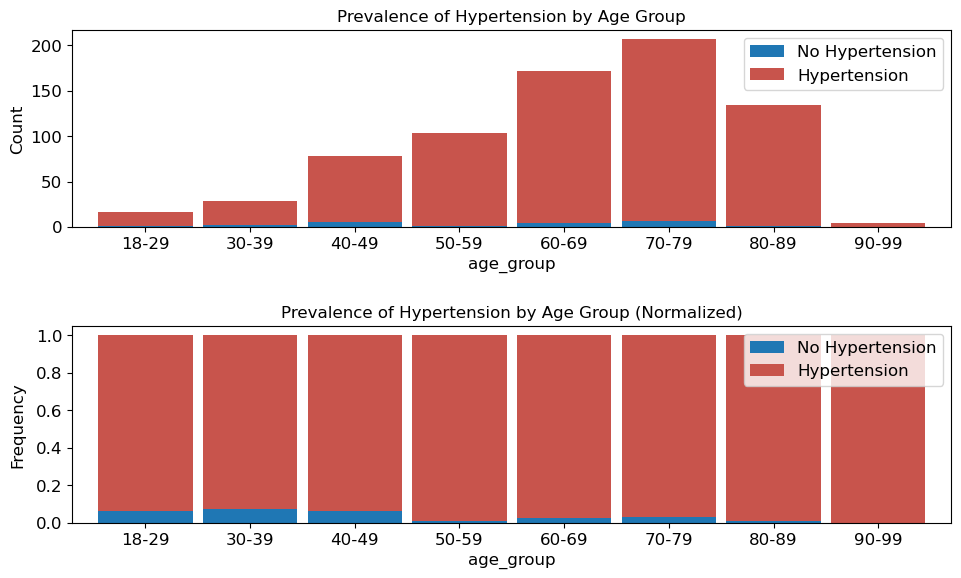 Prevalence of Hypertension by Age Group
200
150
100
50
0
Count
No Hypertension
Hypertension
18-29 30-39 40-49 50-59 60-69 70-79 80-89 90-99
age_group
Prevalence of Hypertension by Age Group (Normalized)
1.0
0.8
0.6
0.4
0.2
0.0
Frequency
No Hypertension
Hypertension
18-29 30-39 40-49 50-59 60-69 70-79 80-89 90-99
age_group